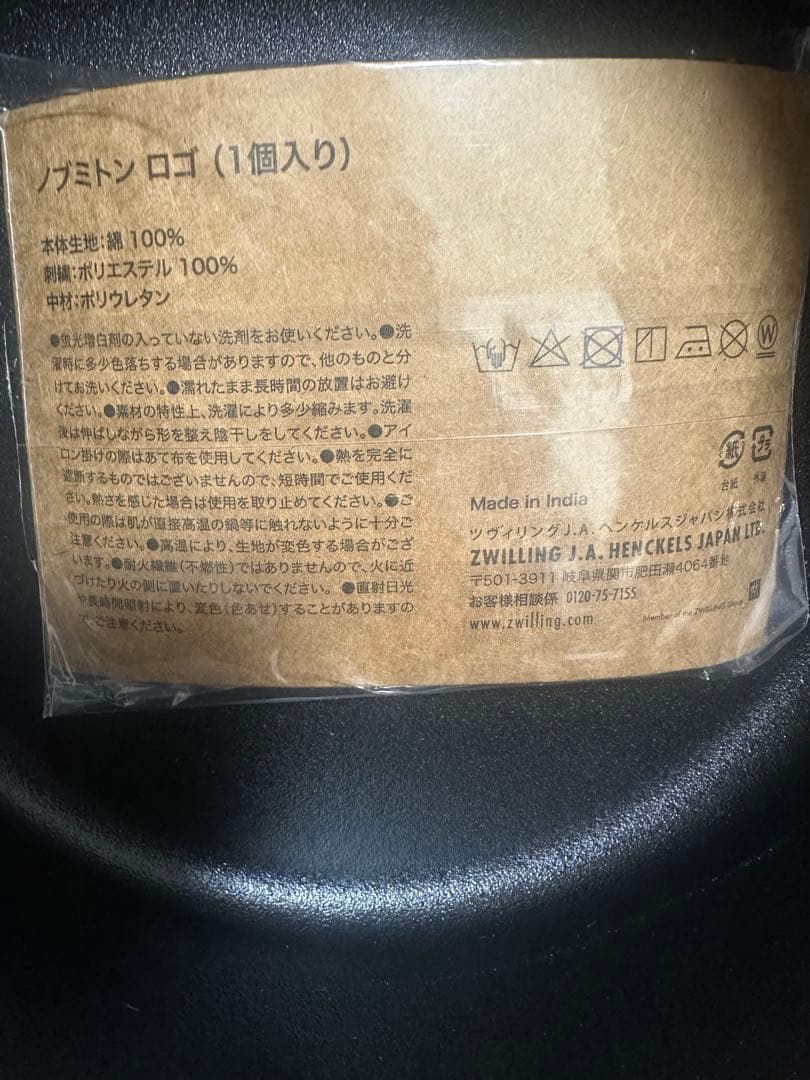 ノブミトン ロゴ (1個入り)
本体生地:綿 100%
刺繍:ポリエステル 100%
中材:ポリウレタン
●蛍光増白剤の入っていない洗剤をお使いください。●洗
濯時に多少色落ちする場合がありますので、他のものと分
けてお洗いください。●濡れたまま長時間の放置はお避け
ください。●素材の特性上、洗濯により多少縮みます。洗濯
後は伸ばしながら形を整え陰干しをしてください。●アイ
ロン掛けの際はあて布を使用してください。●熱を完全に
遮断するものではございませんので、短時間でご使用くだ
さい。熱さを感じた場合は使用を取り止めてください。●ご
使用の際は肌が直接高温の鍋等に触れないように十分ご
注意ください。●高温により、生地が変色する場合がござ
います。●耐火繊維(不燃性)ではありませんので、火に近
づけたり火の側に置いたりしないでください。 ●直射日光
や長時間照射により、変色(色あせ)することがありますの
で、ご注意ください。
W
紙 プラ
台紙 外装
Made in India
ツヴィリングJ.A.ヘンケルスジャパン株式会社
ZWILLING J.A. HENCKELS JAPAN LTD.
〒501-3911 岐阜県関市肥田瀬4064番地
お客様相談係 0120-75-7155
www.zwilling.com
Member of the ZWILLING Group